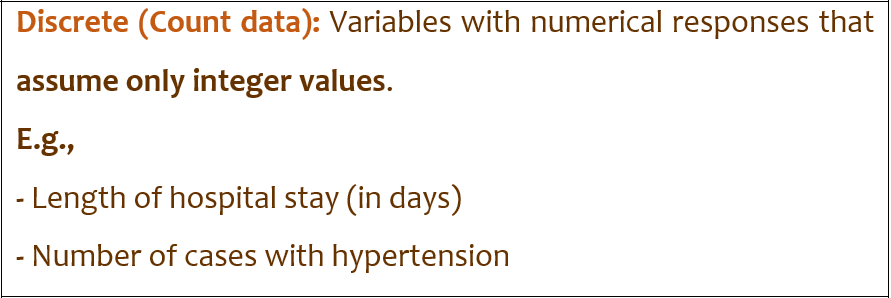 Discrete (Count data): Variables with numerical responses that
assume only integer values.
E.g.,
- Length of hospital stay (in days)
- Number of cases with hypertension